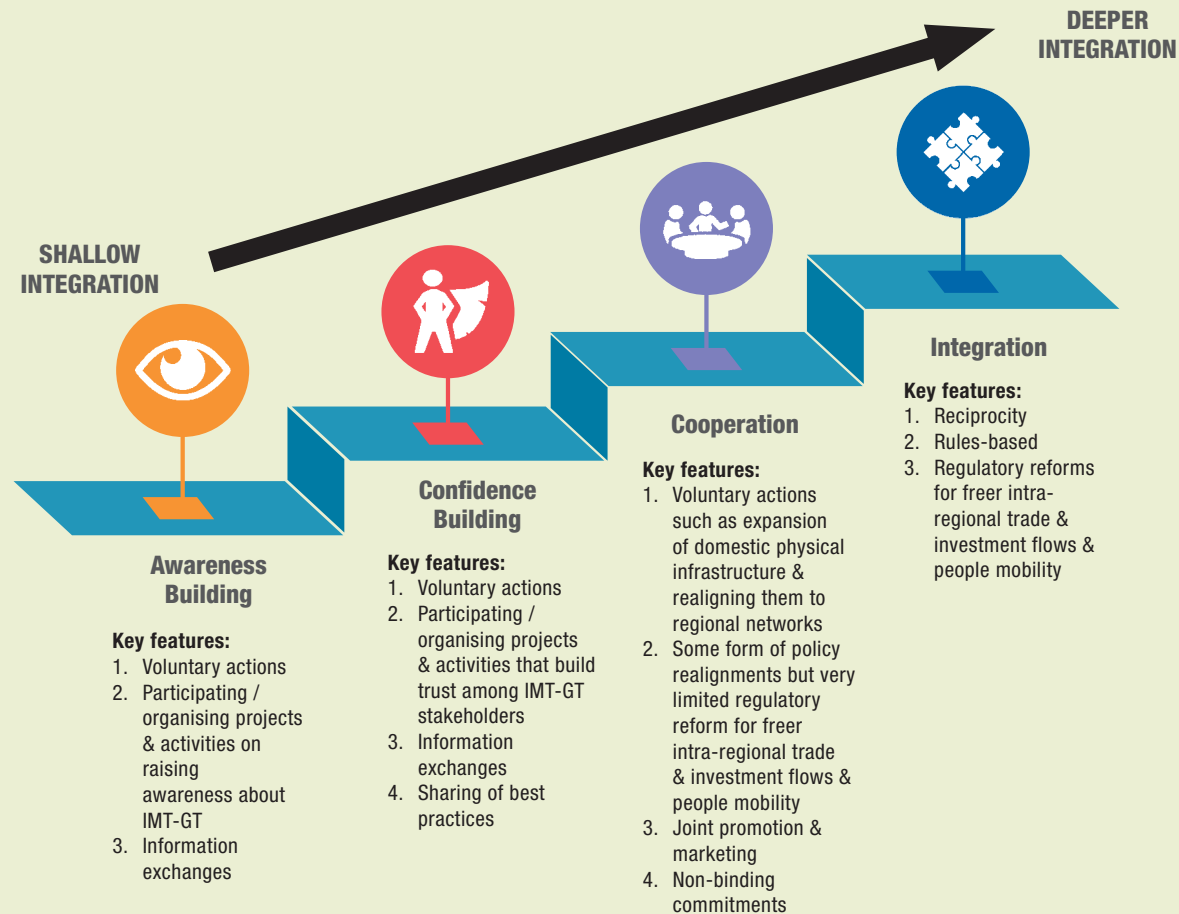 DEEPER
INTEGRATION
SHALLOW
INTEGRATION
Awareness
Building
Key features:
1. Voluntary actions
2. Participating /
organising projects
& activities on
raising
awareness about
IMT-GT
3. Information
exchanges
Confidence
Building
Key features:
1. Voluntary actions
2. Participating /
organising projects
& activities that build
trust among IMT-GT
stakeholders
3. Information
exchanges
4. Sharing of best
practices
Cooperation
Key features:
1. Voluntary actions
such as expansion
of domestic physical
infrastructure &
realigning them to
regional networks
2. Some form of policy
realignments but very
limited regulatory
reform for freer
intra-regional trade
& investment flows &
people mobility
3. Joint promotion &
marketing
4. Non-binding
commitments
Integration
Key features:
1. Reciprocity
2. Rules-based
3. Regulatory reforms
for freer intra-
regional trade &
investment flows &
people mobility